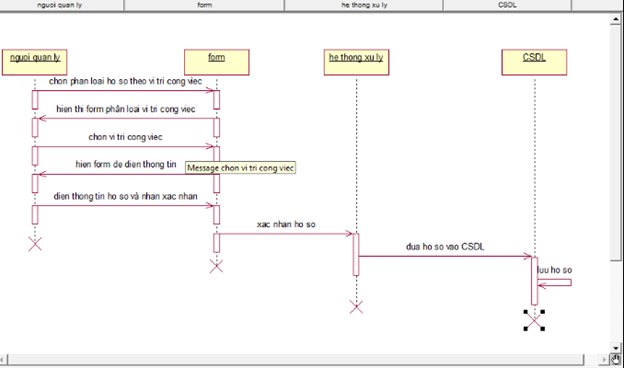 nguoi quan ly form he thong xu ly CSDL
nguoi quan ly form he thong xu ly CSDL
chon phan loai ho so theo vi tri cong viec
hien thi form phân loai vi tri cong viec
chon vi tri cong viec
hien form de dien thong tin
Message chon vi tri cong viec
dien thong tin ho so và nhan xac nhan
xac nhan ho so
dua ho so vao CSDL
luu ho so